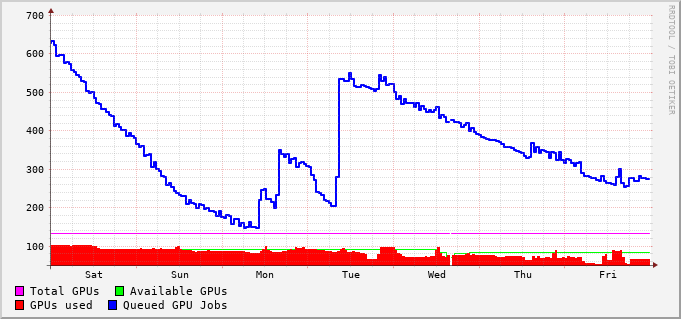 700
RRDTOOL / TOBI OETIKER
600
500
400
300
200
100
Sat Sun Mon Tue Wed Thu Fri
Total GPUs Available GPUs
GPUs used Queued GPU Jobs